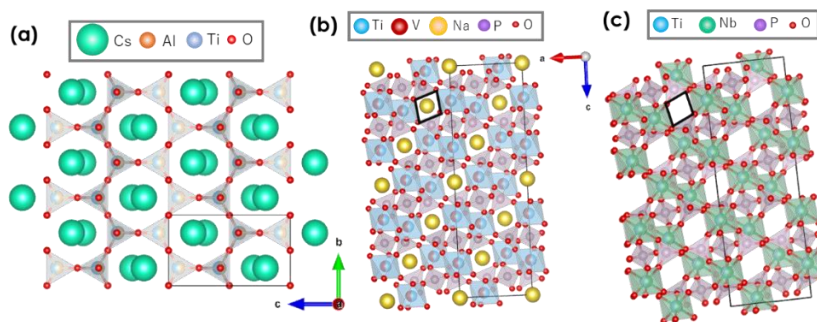 (a)
Cs Al Ti O
b
c
a
(b)
Ti V Na P O
a
c
(c)
Ti Nb P O